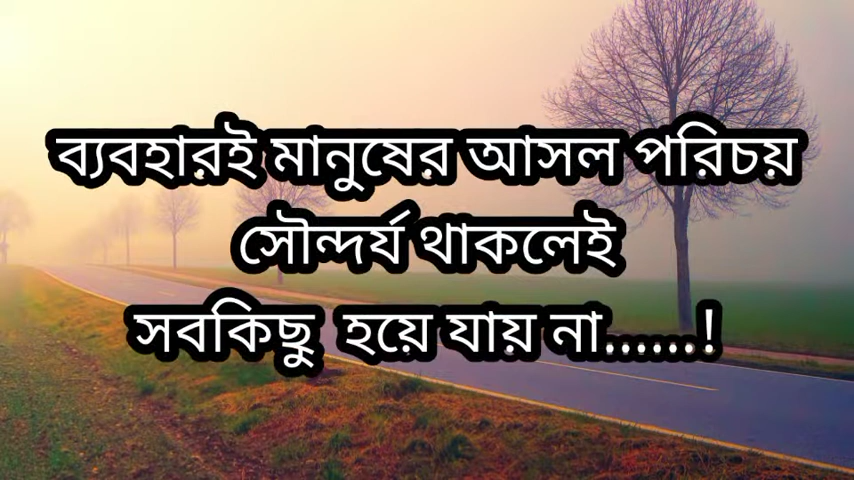 ব্যবহারই মানুষের আসল পরিচয়
সৌন্দর্য থাকলেই
সবকিছু হয়ে যায় না......!